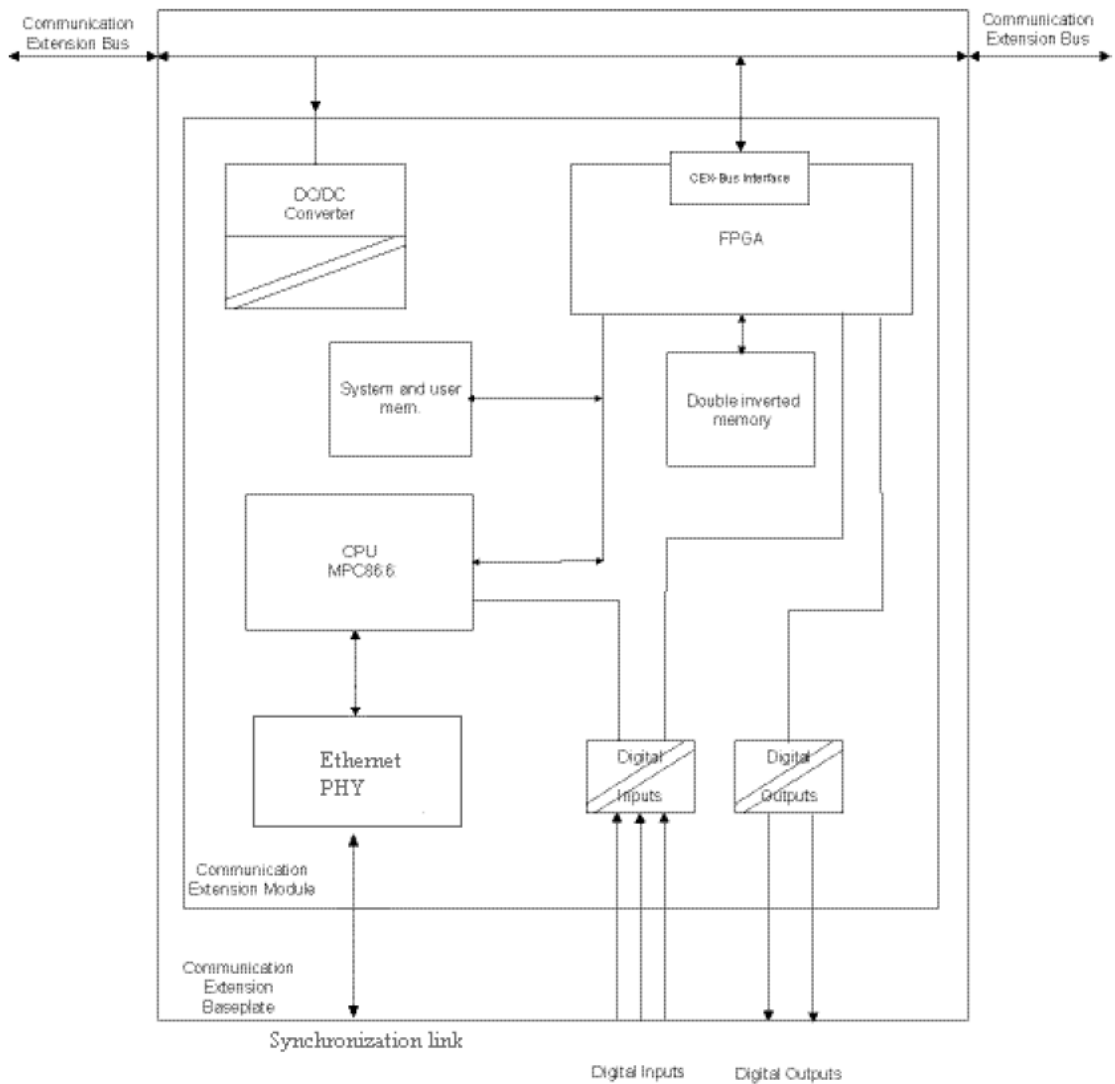 Communication
Extension Bus
Communication
Extension Bus
CEX-Bus Interface
DC/DC
Converter
FPGA
System and user
mem.
Double inverted
memory
CPU
MPC866
Ethernet
PHY
Digital
Inputs
Digital
Outputs
Communication
Extension Module
Communication
Extension
Baseplate
Synchronization link
Digital Inputs
Digital Outputs